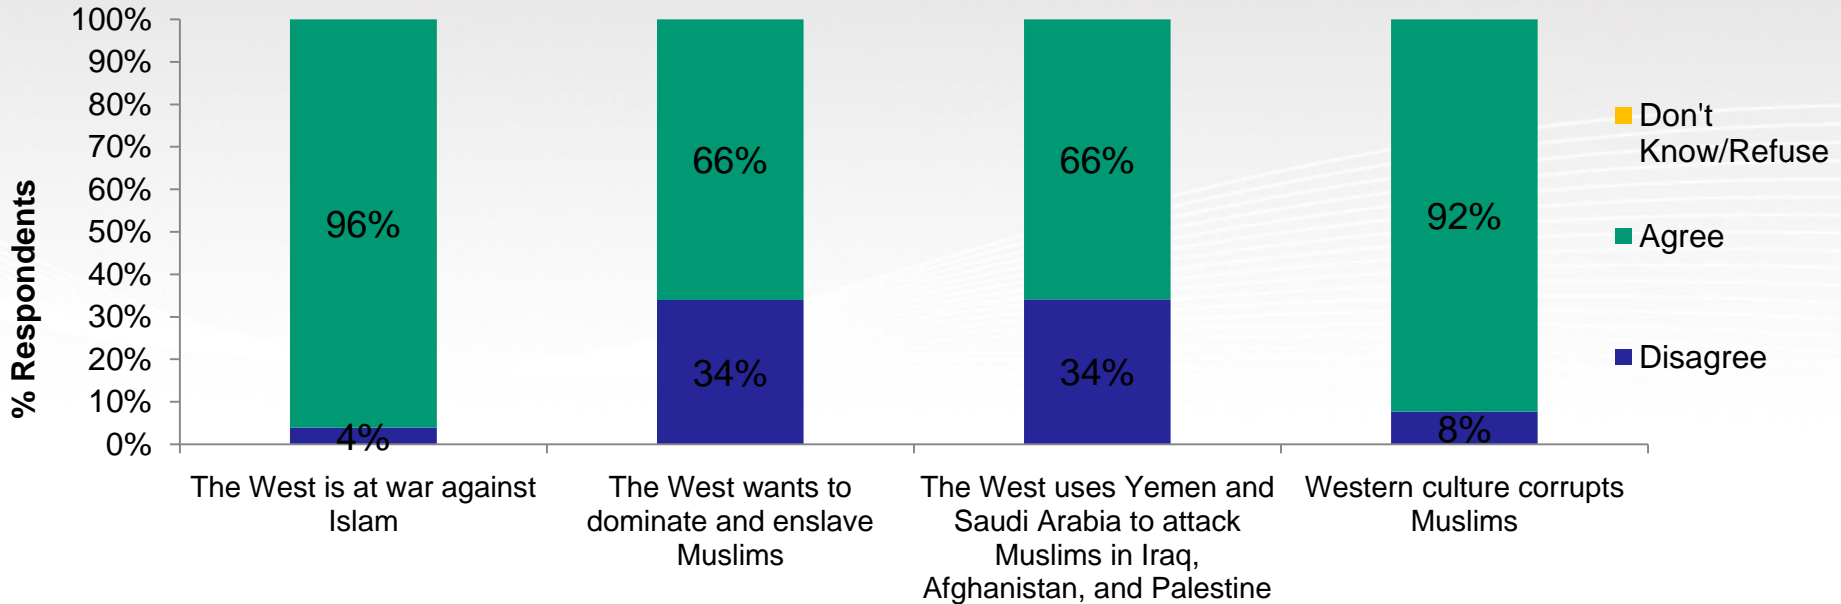 100%
90%
80%
70%
60%
50%
40%
30%
20%
10%
0%
% Respondents
96%
4%
66%
34%
66%
34%
92%
8%
The West is at war against
Islam
The West wants to
dominate and enslave
Muslims
The West uses Yemen and
Saudi Arabia to attack
Muslims in Iraq,
Afghanistan, and Palestine
Western culture corrupts
Muslims
Don't
Know/Refuse
Agree
Disagree